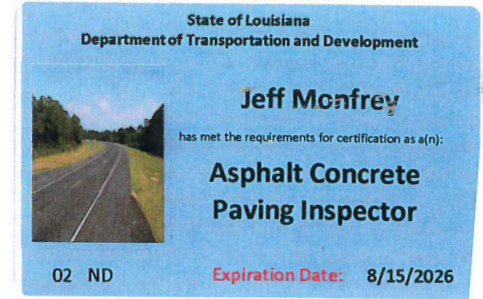 State of Louisiana
Department of Transportation and Development
Jeff Monfrey
has met the requirements for certification as a(n):
Asphalt Concrete
Paving Inspector
02 ND
Expiration Date: 8/15/2026